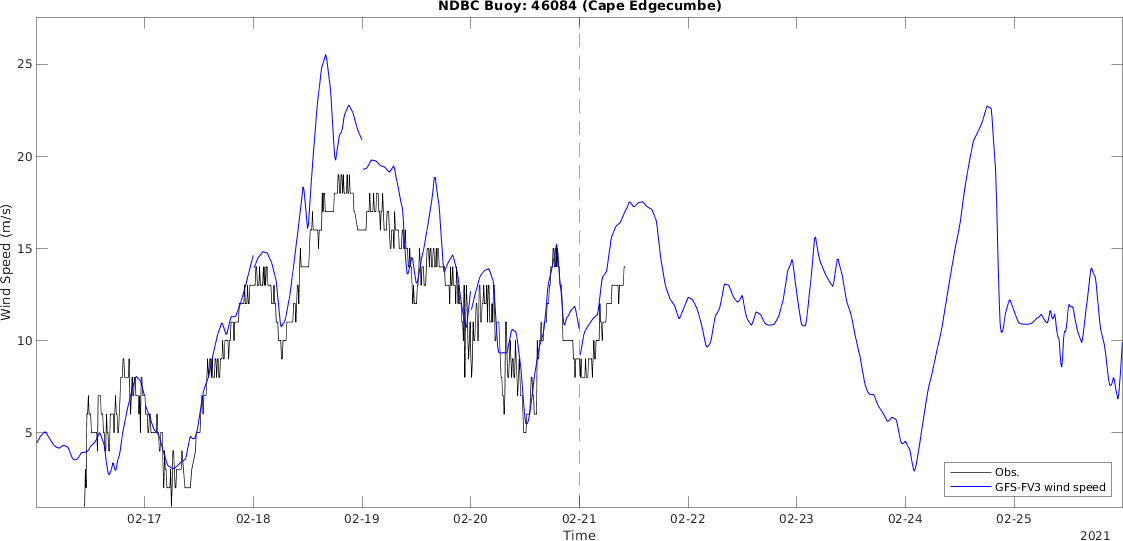 NDBC Buoy: 46084 (Cape Edgecumbe)
Wind Speed (m/s)
25
20
15
10
5
Obs.
GFS-FV3 wind speed
02-17 02-18 02-19 02-20 02-21 02-22 02-23 02-24 02-25
Time
2021